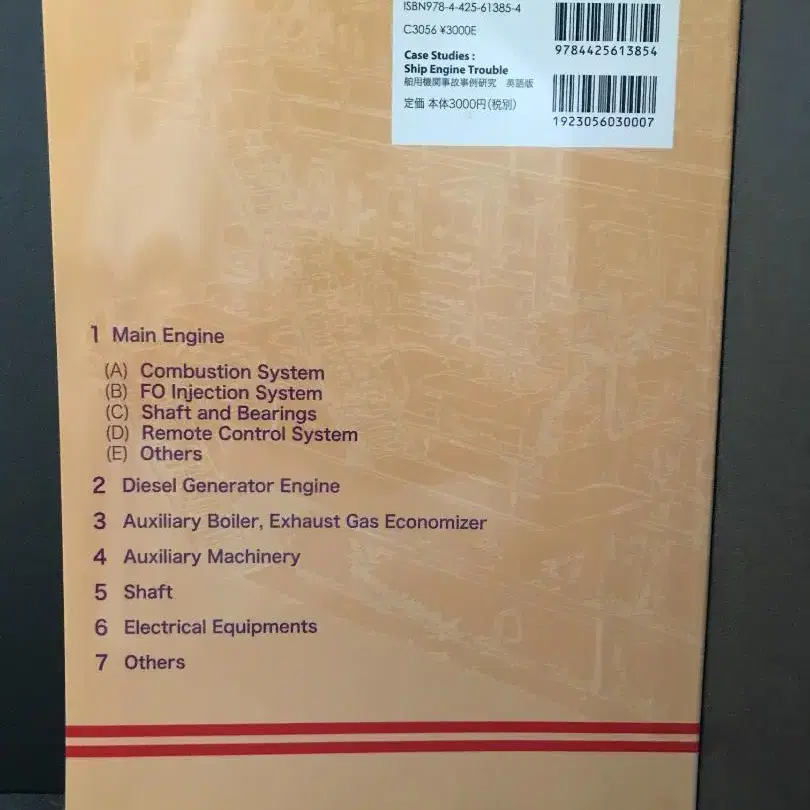 ISBN978-4-425-61385-4
C3056 ¥3000E
Case Studies :
Ship Engine Trouble
舶用機関事故事例研究 英語版
定価 本体3000円(税別)
9784425613854
1923056030007
1 Main Engine
(A) Combustion System
(B) FO Injection System
(C) Shaft and Bearings
(D) Remote Control System
(E) Others
2 Diesel Generator Engine
3 Auxiliary Boiler, Exhaust Gas Economizer
4 Auxiliary Machinery
5 Shaft
6 Electrical Equipments
7 Others